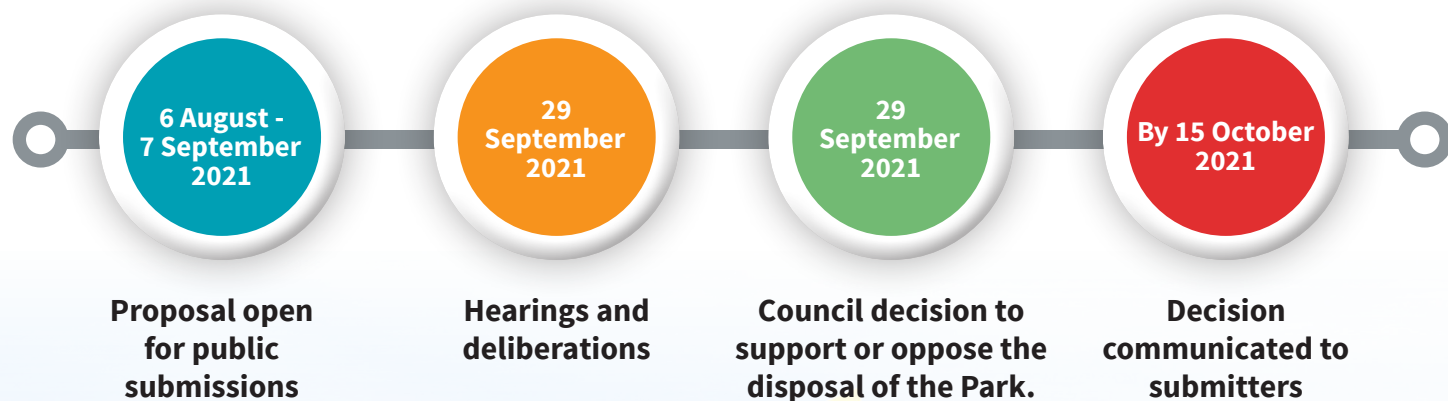 6 August -
7 September
2021
29
September
2021
29
September
2021
By 15 October
2021
Proposal open
for public
submissions
Hearings and
deliberations
Council decision to
support or oppose the
disposal of the Park.
Decision
communicated to
submitters